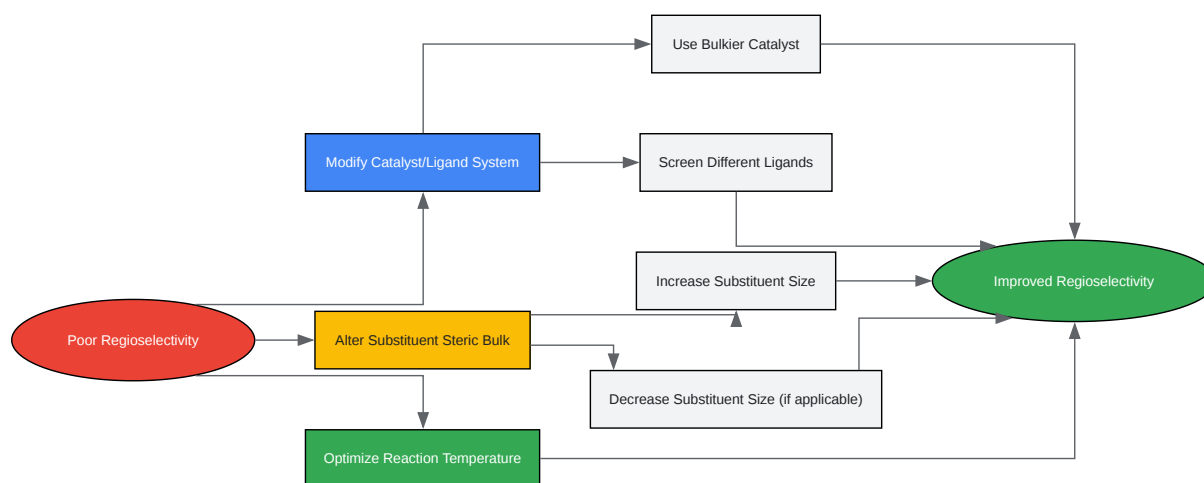 Use Bulkier Catalyst
Modify Catalyst/Ligand System
Screen Different Ligands
Increase Substituent Size
Improved Regioselectivity
Poor Regioselectivity
Alter Substituent Steric Bulk
Decrease Substituent Size (if applicable)
Optimize Reaction Temperature